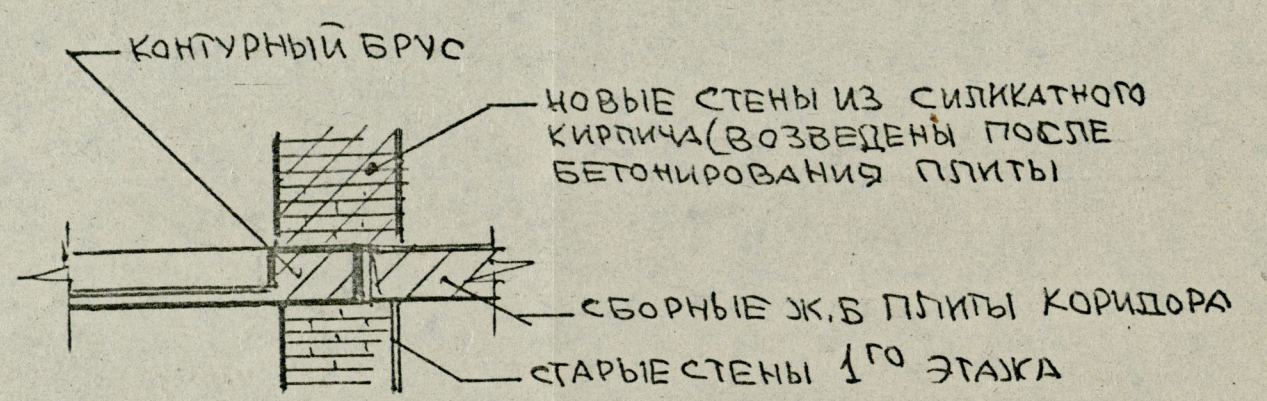 КОНТУРНЫЙ БРУС
НОВЫЕ СТЕНЫ ИЗ СИЛИКАТНОГО
КИРПИЧА (ВОЗВЕДЕНЫ ПОСЛЕ
БЕТОНИРОВАНИЯ ПЛИТЫ
СБОРНЫЕ Ж.Б ПЛИТЫ КОРИДОРА
СТАРЫЕ СТЕНЫ 1ГО ЭТАЖА